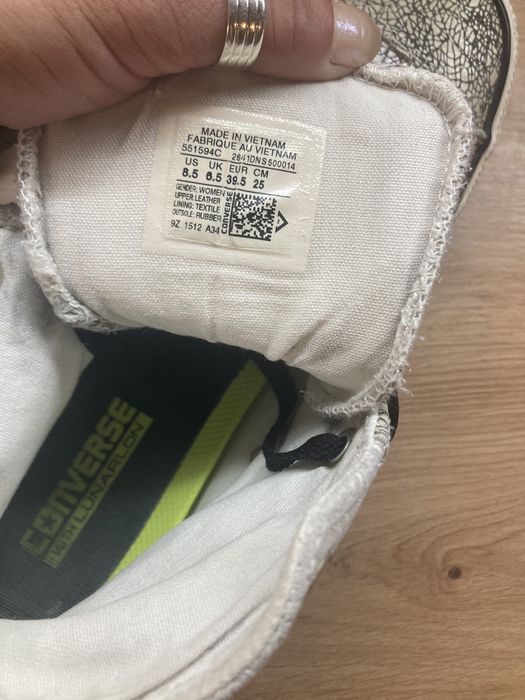 MADE IN VIETNAM
FABRIQUE AU VIETNAM
551594C 2641DNS500014
US UK EUR CM
8.5 6.5 39.5 25
GENDER: WOMEN
UPPER: LEATHER
LINING: TEXTILE
OUTSOLE: RUBBER
CONVERSE
9Z 1512 A34
CONVERSE
LUNARLON